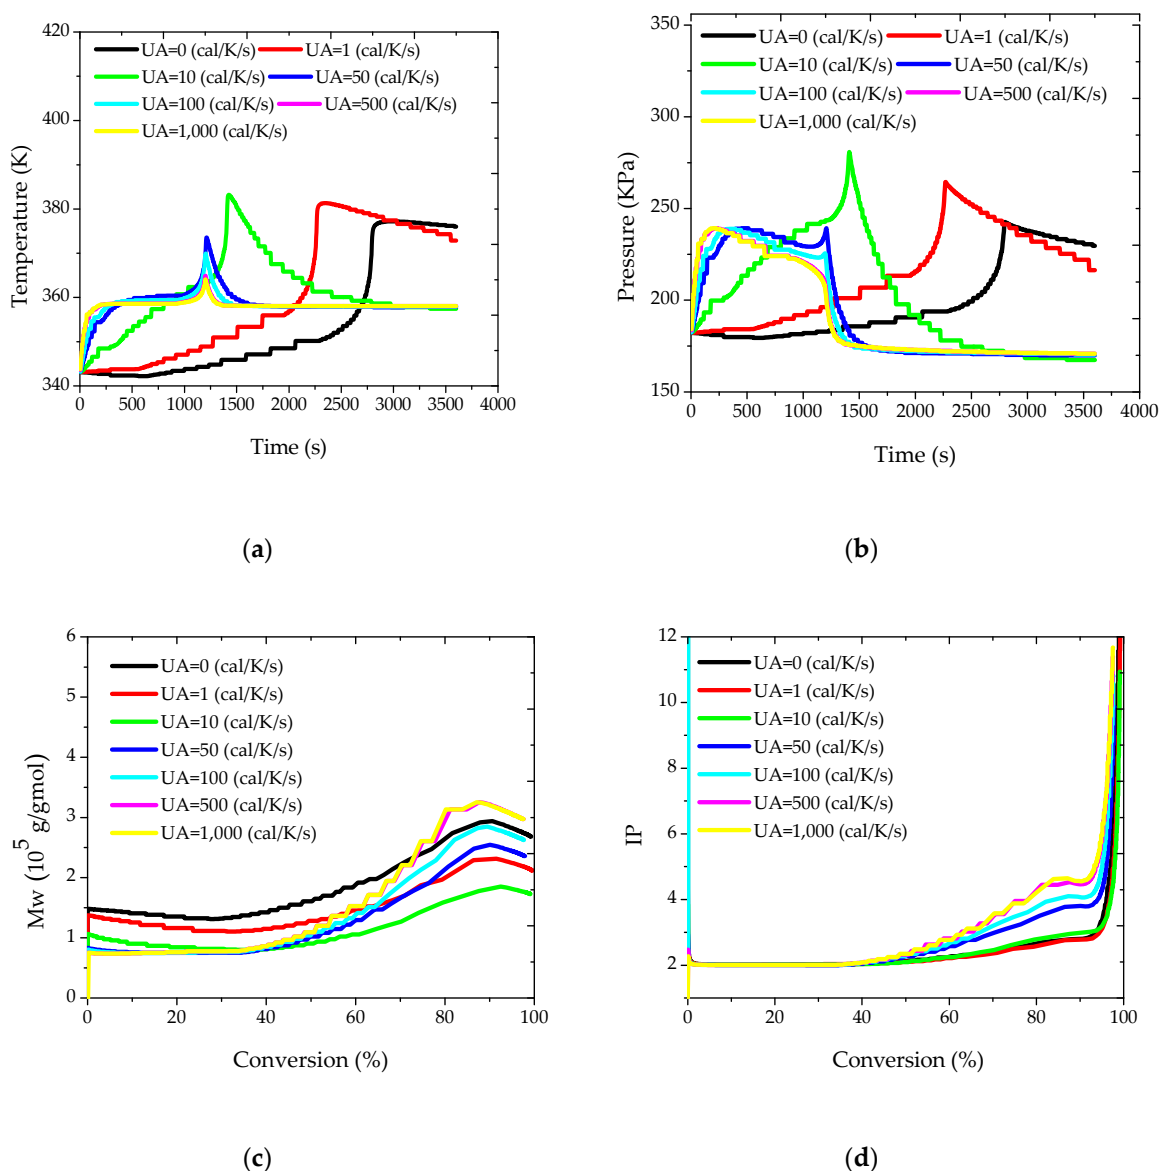 420
400
380
360
340
Temperature (K)
UA=0 (cal/K/s) UA=1 (cal/K/s)
UA=10 (cal/K/s) UA=50 (cal/K/s)
UA=100 (cal/K/s) UA=500 (cal/K/s)
UA=1,000 (cal/K/s)
0 500 1000 1500 2000 2500 3000 3500 4000
Time (s)
(a)
350
300
250
200
150
Pressure (KPa)
UA=0 (cal/K/s) UA=1 (cal/K/s)
UA=10 (cal/K/s) UA=50 (cal/K/s)
UA=100 (cal/K/s) UA=500 (cal/K/s)
UA=1,000 (cal/K/s)
0 500 1000 1500 2000 2500 3000 3500 4000
Time (s)
(b)
6
5
4
3
2
1
0
Mw (10⁵ g/gmol)
UA=0 (cal/K/s)
UA=1 (cal/K/s)
UA=10 (cal/K/s)
UA=50 (cal/K/s)
UA=100 (cal/K/s)
UA=500 (cal/K/s)
UA=1,000 (cal/K/s)
0 20 40 60 80 100
Conversion (%)
(c)
12
10
8
6
4
2
IP
UA=0 (cal/K/s)
UA=1 (cal/K/s)
UA=10 (cal/K/s)
UA=50 (cal/K/s)
UA=100 (cal/K/s)
UA=500 (cal/K/s)
UA=1,000 (cal/K/s)
0 20 40 60 80 100
Conversion (%)
(d)